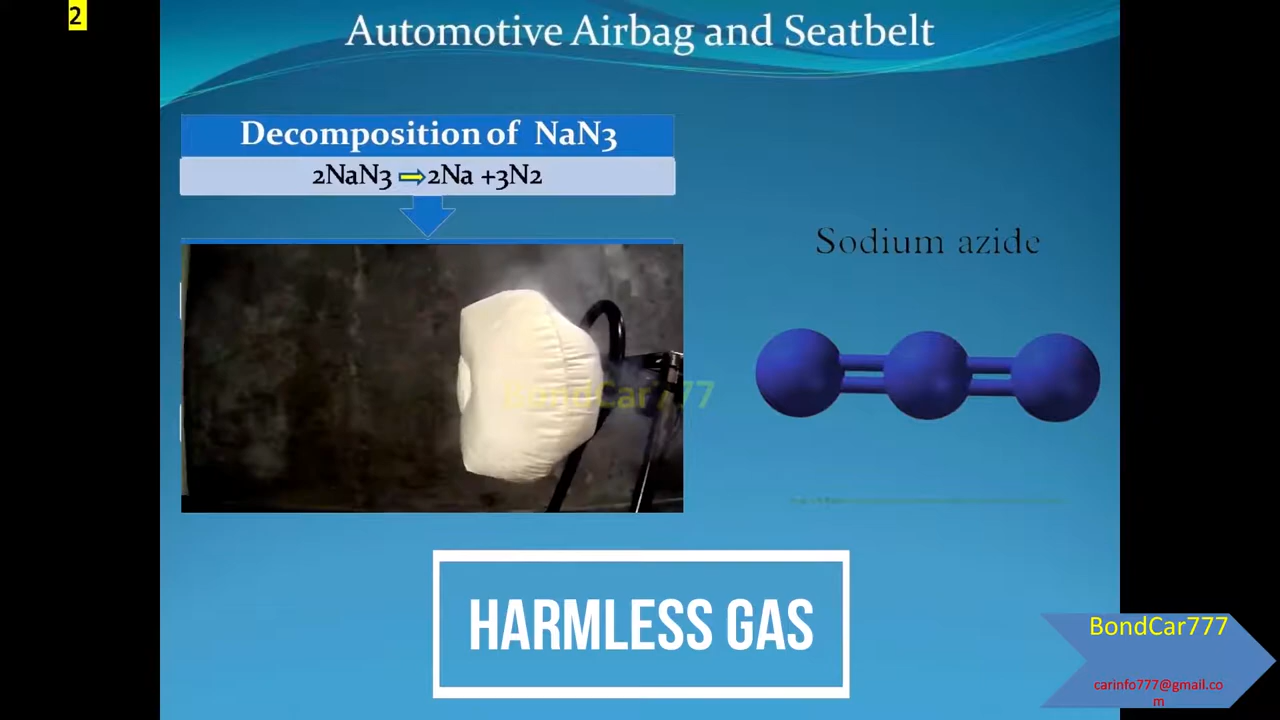 2
Automotive Airbag and Seatbelt
Decomposition of NaN3
2NaN3 ⇨ 2Na +3N2
Sodium azide
BondCar777
HARMLESS GAS
BondCar777
carinfo777@gmail.co
m